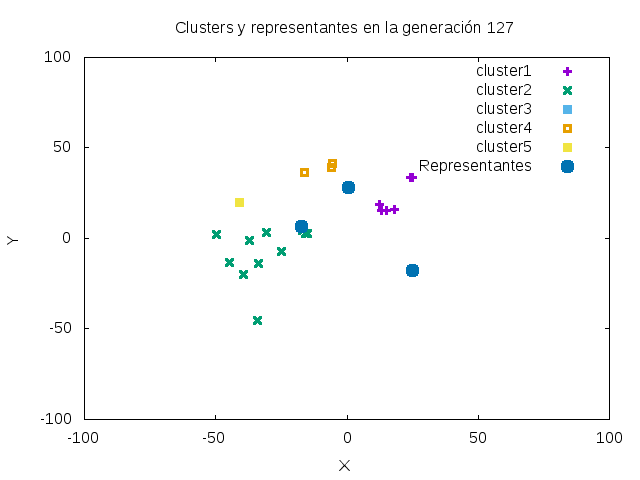 Clusters y representantes en la generación 127
100
50
0
-50
-100
-100
-50
0
50
100
X
Y
cluster1
cluster2
cluster3
cluster4
cluster5
Representantes